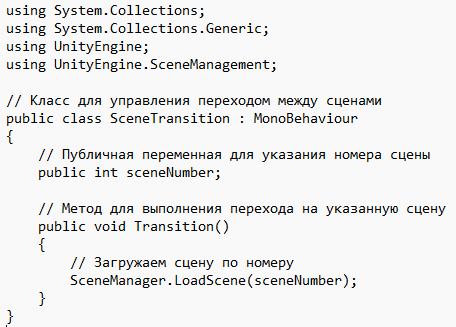 using System.Collections;
using System.Collections.Generic;
using UnityEngine;
using UnityEngine.SceneManagement;

// Класс для управления переходом между сценами
public class SceneTransition : MonoBehaviour
{
    // Публичная переменная для указания номера сцены
    public int sceneNumber;

    // Метод для выполнения перехода на указанную сцену
    public void Transition()
    {
        // Загружаем сцену по номеру
        SceneManager.LoadScene(sceneNumber);
    }
}